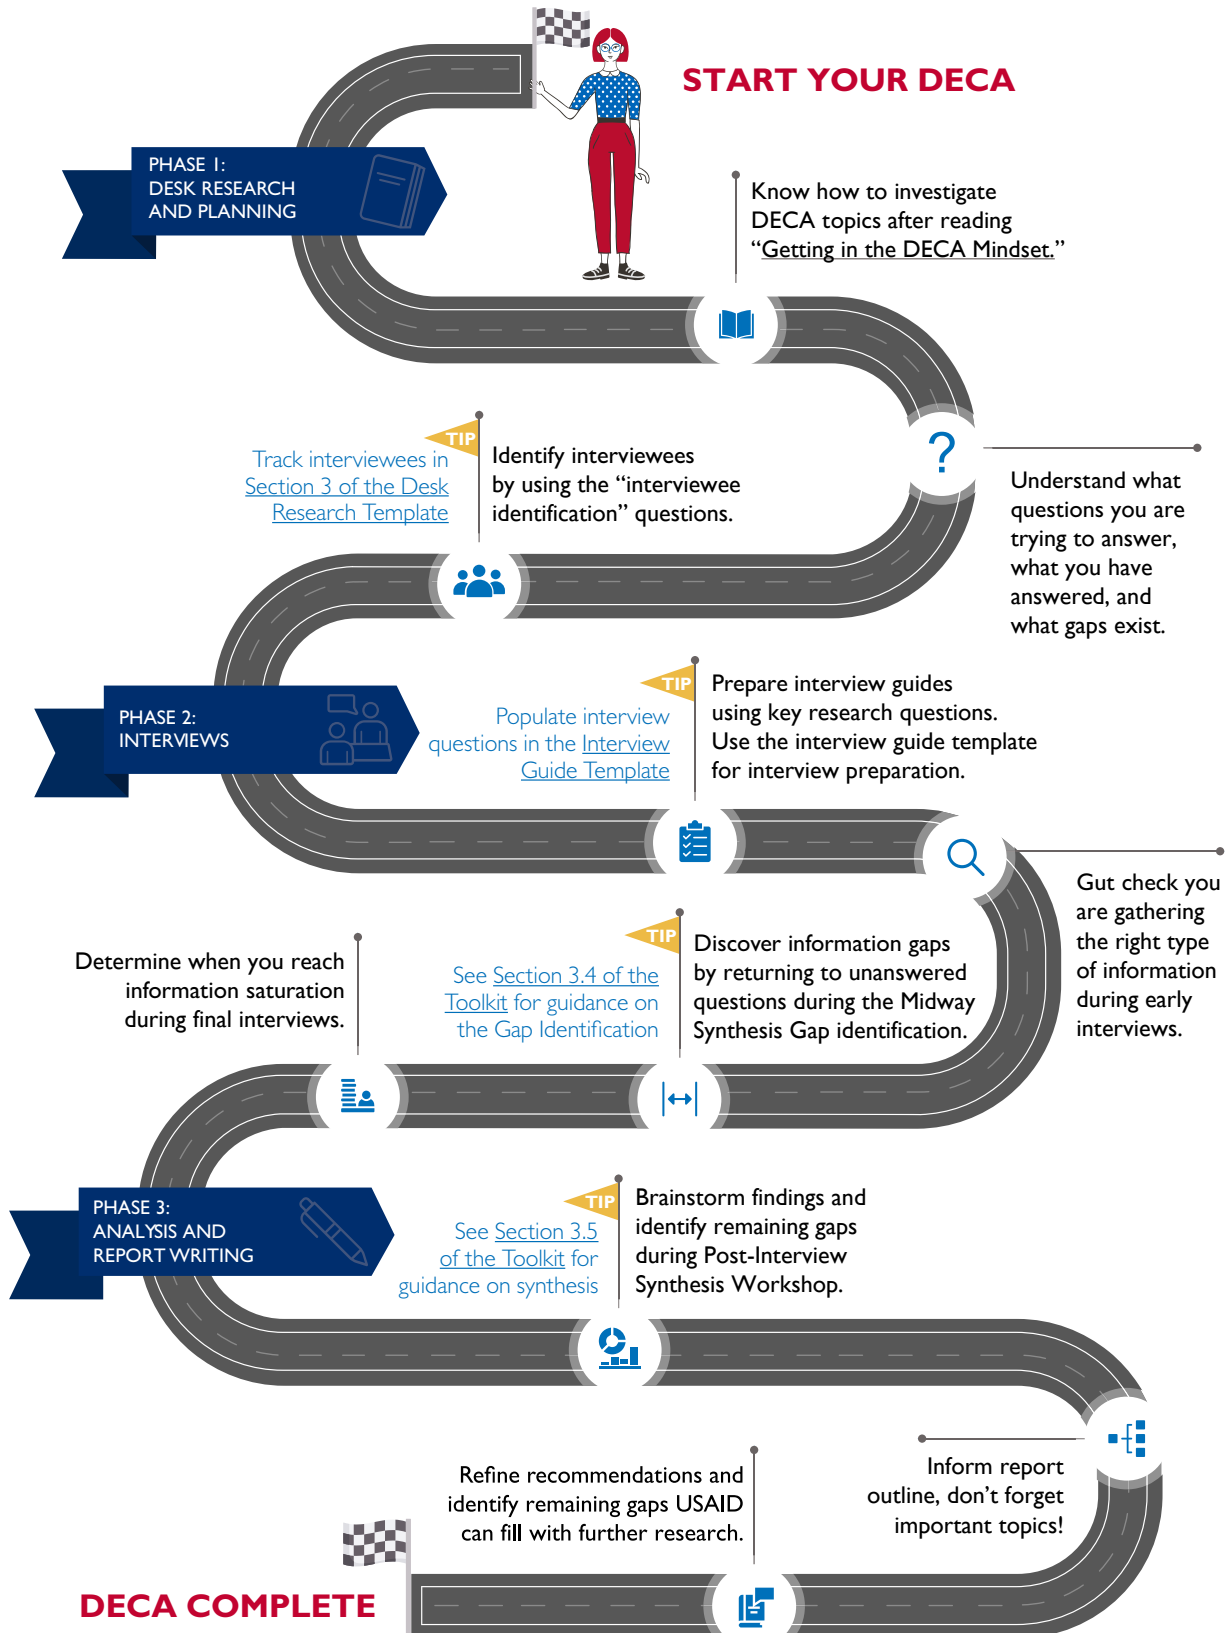 START YOUR DECA
PHASE 1:
DESK RESEARCH
AND PLANNING
Know how to investigate
DECA topics after reading
“Getting in the DECA Mindset.”
?
Understand what
questions you are
trying to answer,
what you have
answered, and
what gaps exist.
TIP
Track interviewees in
Section 3 of the Desk
Research Template
Identify interviewees
by using the “interviewee
identification” questions.
PHASE 2:
INTERVIEWS
TIP
Populate interview
questions in the Interview
Guide Template
Prepare interview guides
using key research questions.
Use the interview guide template
for interview preparation.
Gut check you
are gathering
the right type
of information
during early
interviews.
TIP
See Section 3.4 of the
Toolkit for guidance on
the Gap Identification
Discover information gaps
by returning to unanswered
questions during the Midway
Synthesis Gap identification.
Determine when you reach
information saturation
during final interviews.
PHASE 3:
ANALYSIS AND
REPORT WRITING
TIP
See Section 3.5
of the Toolkit for
guidance on synthesis
Brainstorm findings and
identify remaining gaps
during Post-Interview
Synthesis Workshop.
Inform report
outline, don’t forget
important topics!
Refine recommendations and
identify remaining gaps USAID
can fill with further research.
DECA COMPLETE